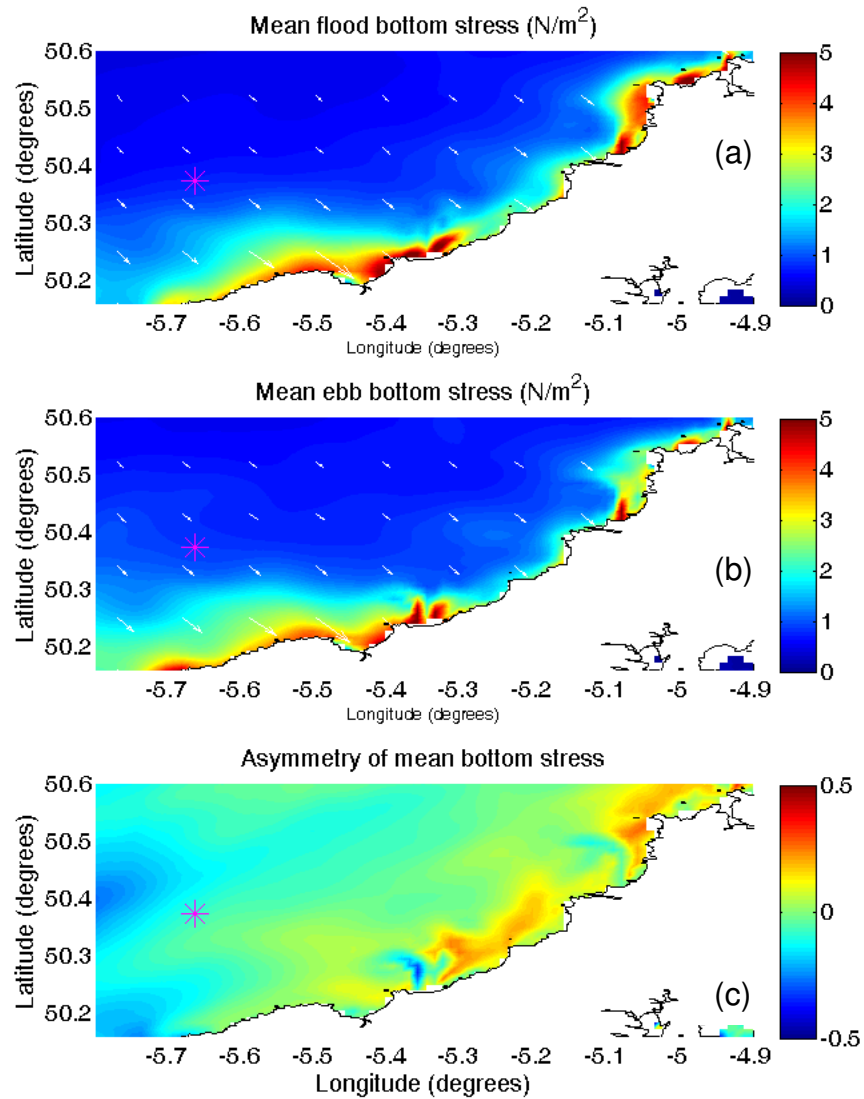 Mean flood bottom stress (N/m²)
50.6
50.5
50.4
50.3
50.2
Latitude (degrees)
(a)
-5.7 -5.6 -5.5 -5.4 -5.3 -5.2 -5.1 -5 -4.9
Longitude (degrees)
5
4
3
2
1
0
Mean ebb bottom stress (N/m²)
50.6
50.5
50.4
50.3
50.2
Latitude (degrees)
(b)
-5.7 -5.6 -5.5 -5.4 -5.3 -5.2 -5.1 -5 -4.9
Longitude (degrees)
5
4
3
2
1
0
Asymmetry of mean bottom stress
50.6
50.5
50.4
50.3
50.2
Latitude (degrees)
(c)
-5.7 -5.6 -5.5 -5.4 -5.3 -5.2 -5.1 -5 -4.9
Longitude (degrees)
0.5
0
-0.5